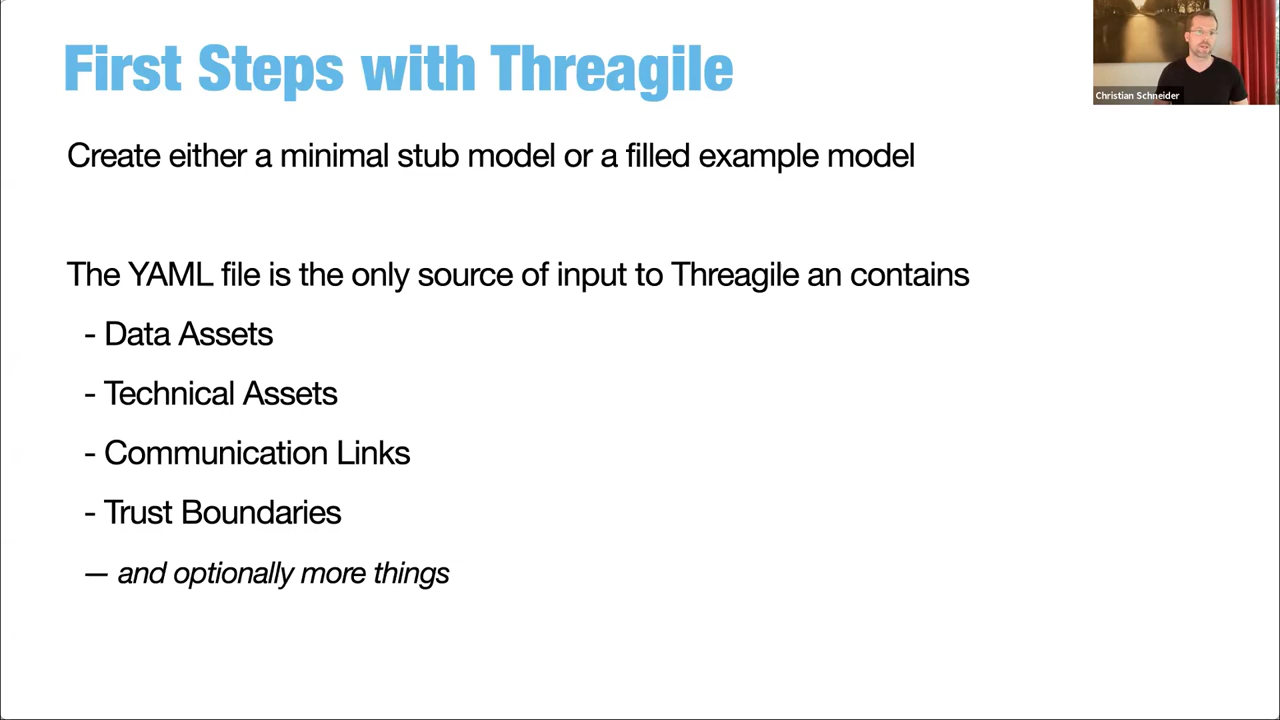 First Steps with Threagile
Christian Schneider
Create either a minimal stub model or a filled example model
The YAML file is the only source of input to Threagile an contains
- Data Assets
- Technical Assets
- Communication Links
- Trust Boundaries
— and optionally more things